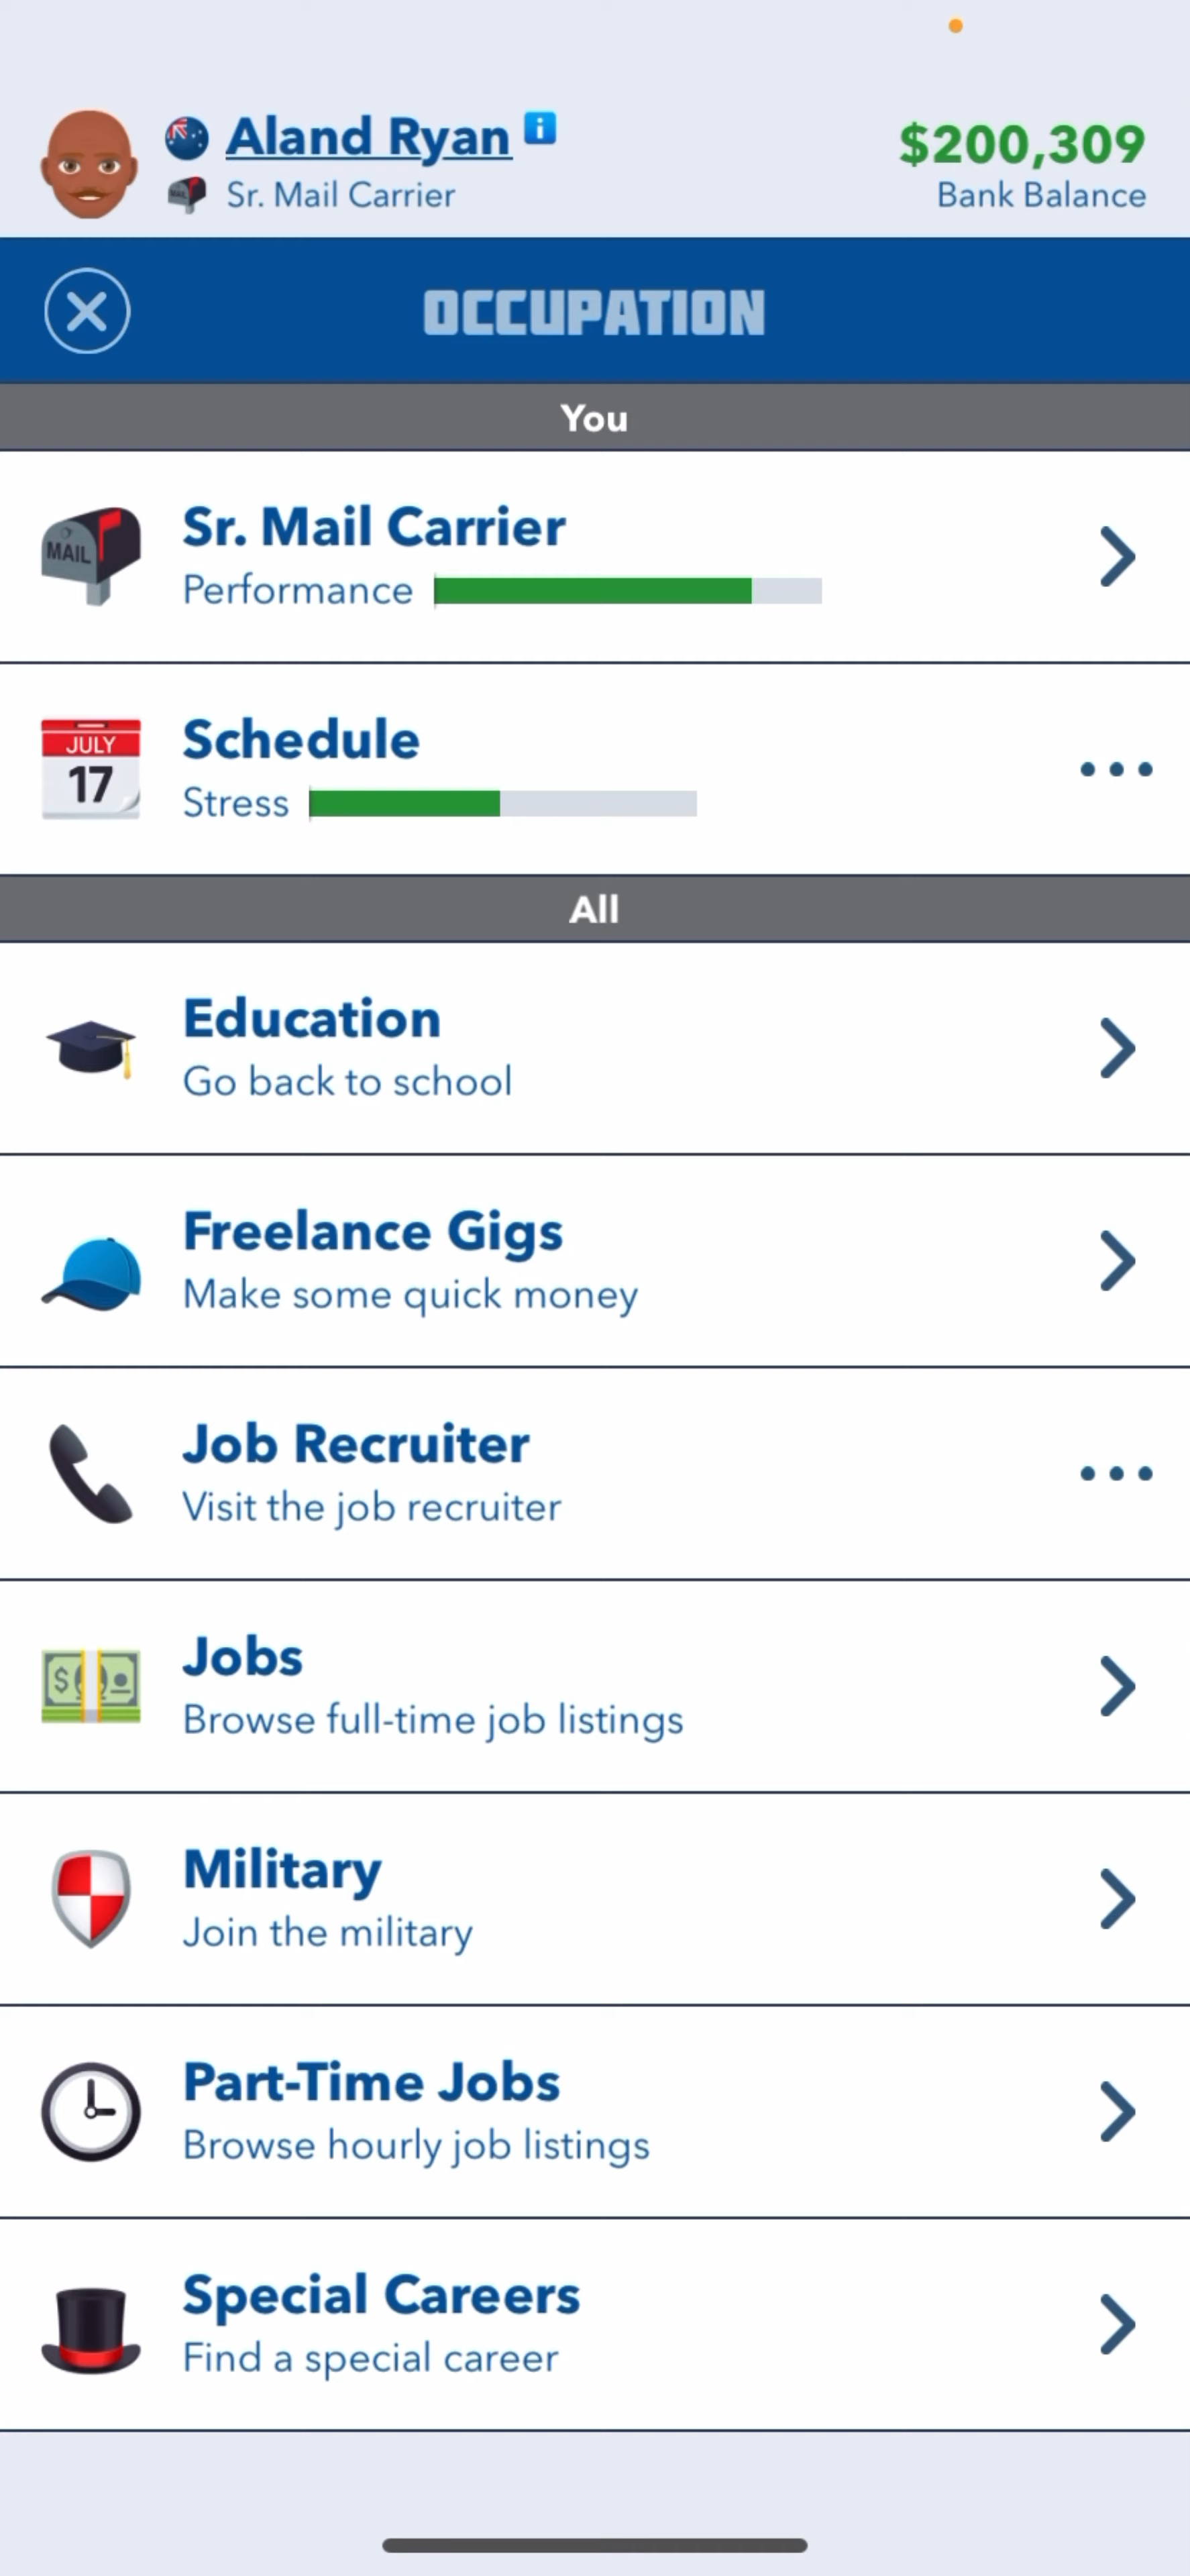 Aland Ryan
Sr. Mail Carrier
$200,309
Bank Balance
OCCUPATION
You
MAIL
Sr. Mail Carrier
Performance
JULY
17
Schedule
Stress
All
Education
Go back to school
Freelance Gigs
Make some quick money
Job Recruiter
Visit the job recruiter
$
Jobs
Browse full-time job listings
Military
Join the military
Part-Time Jobs
Browse hourly job listings
Special Careers
Find a special career